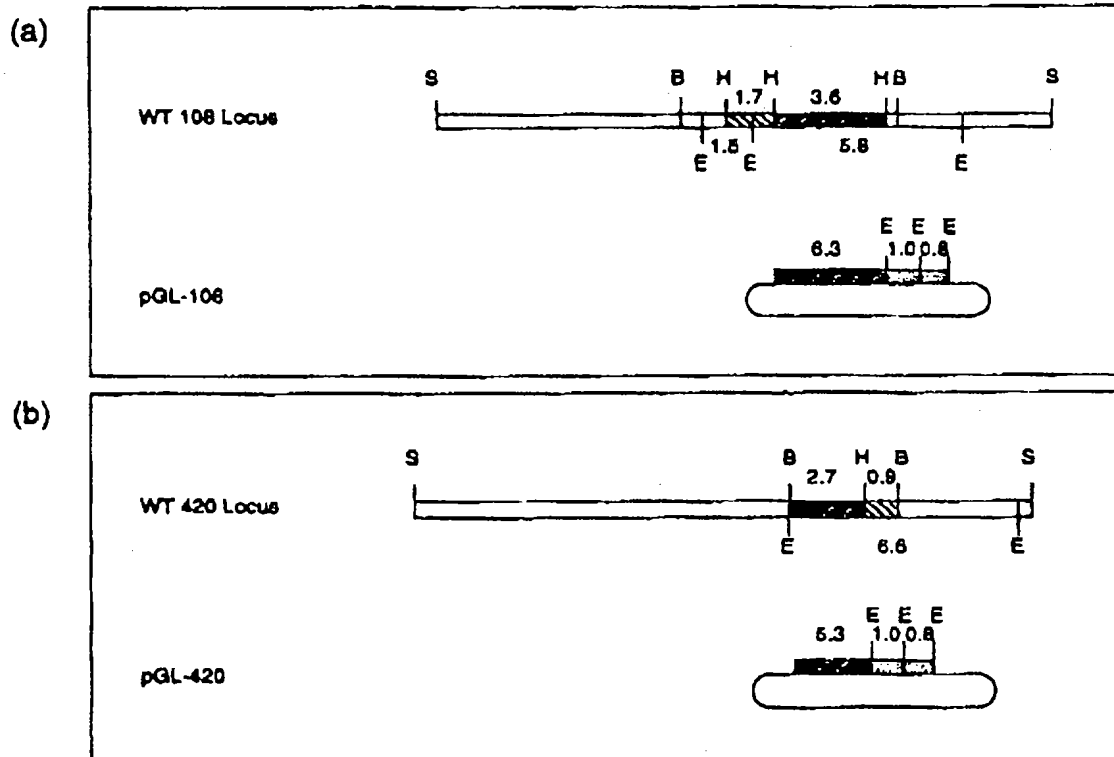 (a)
S B H H H B S
1.7 3.6
WT 108 Locus
1.5 5.8
E E E
E E E
6.3 1.0 0.8
pGL-108
(b)
S B H B S
2.7 0.9
WT 420 Locus
E 6.6 E
E E E
5.3 1.0 0.8
pGL-420